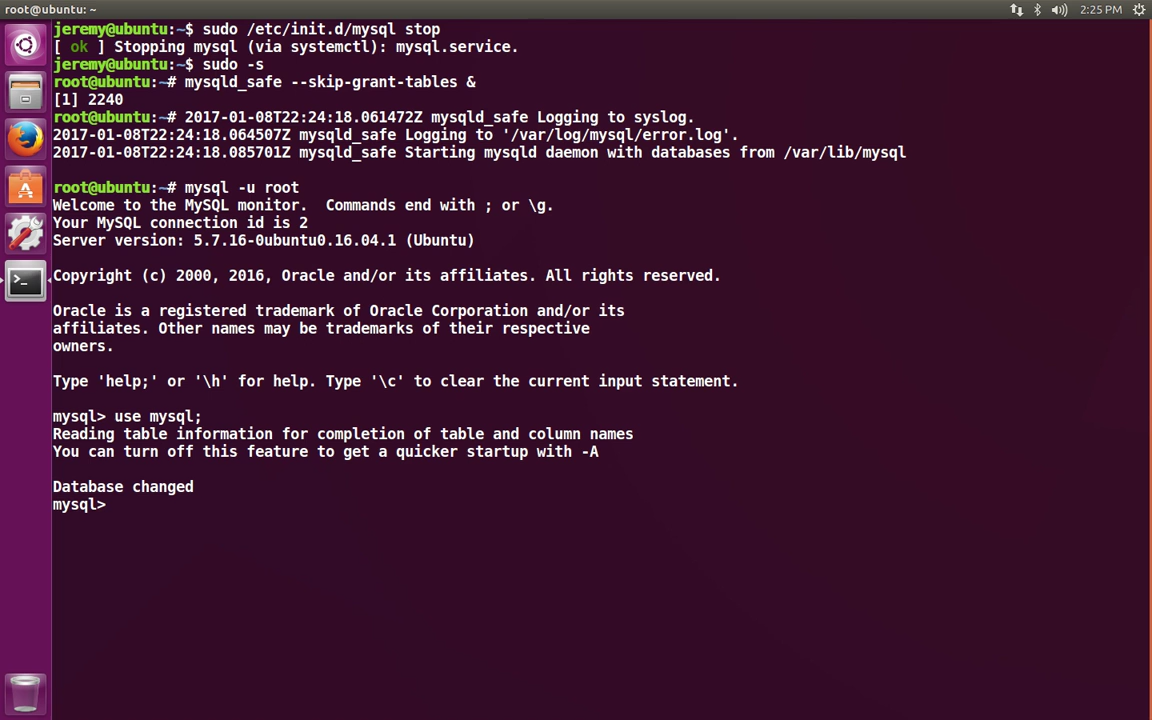 root@ubuntu: ~
2:25 PM
jeremy@ubuntu:~$ sudo /etc/init.d/mysql stop
[ ok ] Stopping mysql (via systemctl): mysql.service.
jeremy@ubuntu:~$ sudo -s
root@ubuntu:~# mysqld_safe --skip-grant-tables &
[1] 2240
root@ubuntu:~# 2017-01-08T22:24:18.061472Z mysqld_safe Logging to syslog.
2017-01-08T22:24:18.064507Z mysqld_safe Logging to '/var/log/mysql/error.log'.
2017-01-08T22:24:18.085701Z mysqld_safe Starting mysqld daemon with databases from /var/lib/mysql
root@ubuntu:~# mysql -u root
Welcome to the MySQL monitor.  Commands end with ; or \g.
Your MySQL connection id is 2
Server version: 5.7.16-0ubuntu0.16.04.1 (Ubuntu)
Copyright (c) 2000, 2016, Oracle and/or its affiliates. All rights reserved.
Oracle is a registered trademark of Oracle Corporation and/or its
affiliates. Other names may be trademarks of their respective
owners.
Type 'help;' or '\h' for help. Type '\c' to clear the current input statement.
mysql> use mysql;
Reading table information for completion of table and column names
You can turn off this feature to get a quicker startup with -A
Database changed
mysql>